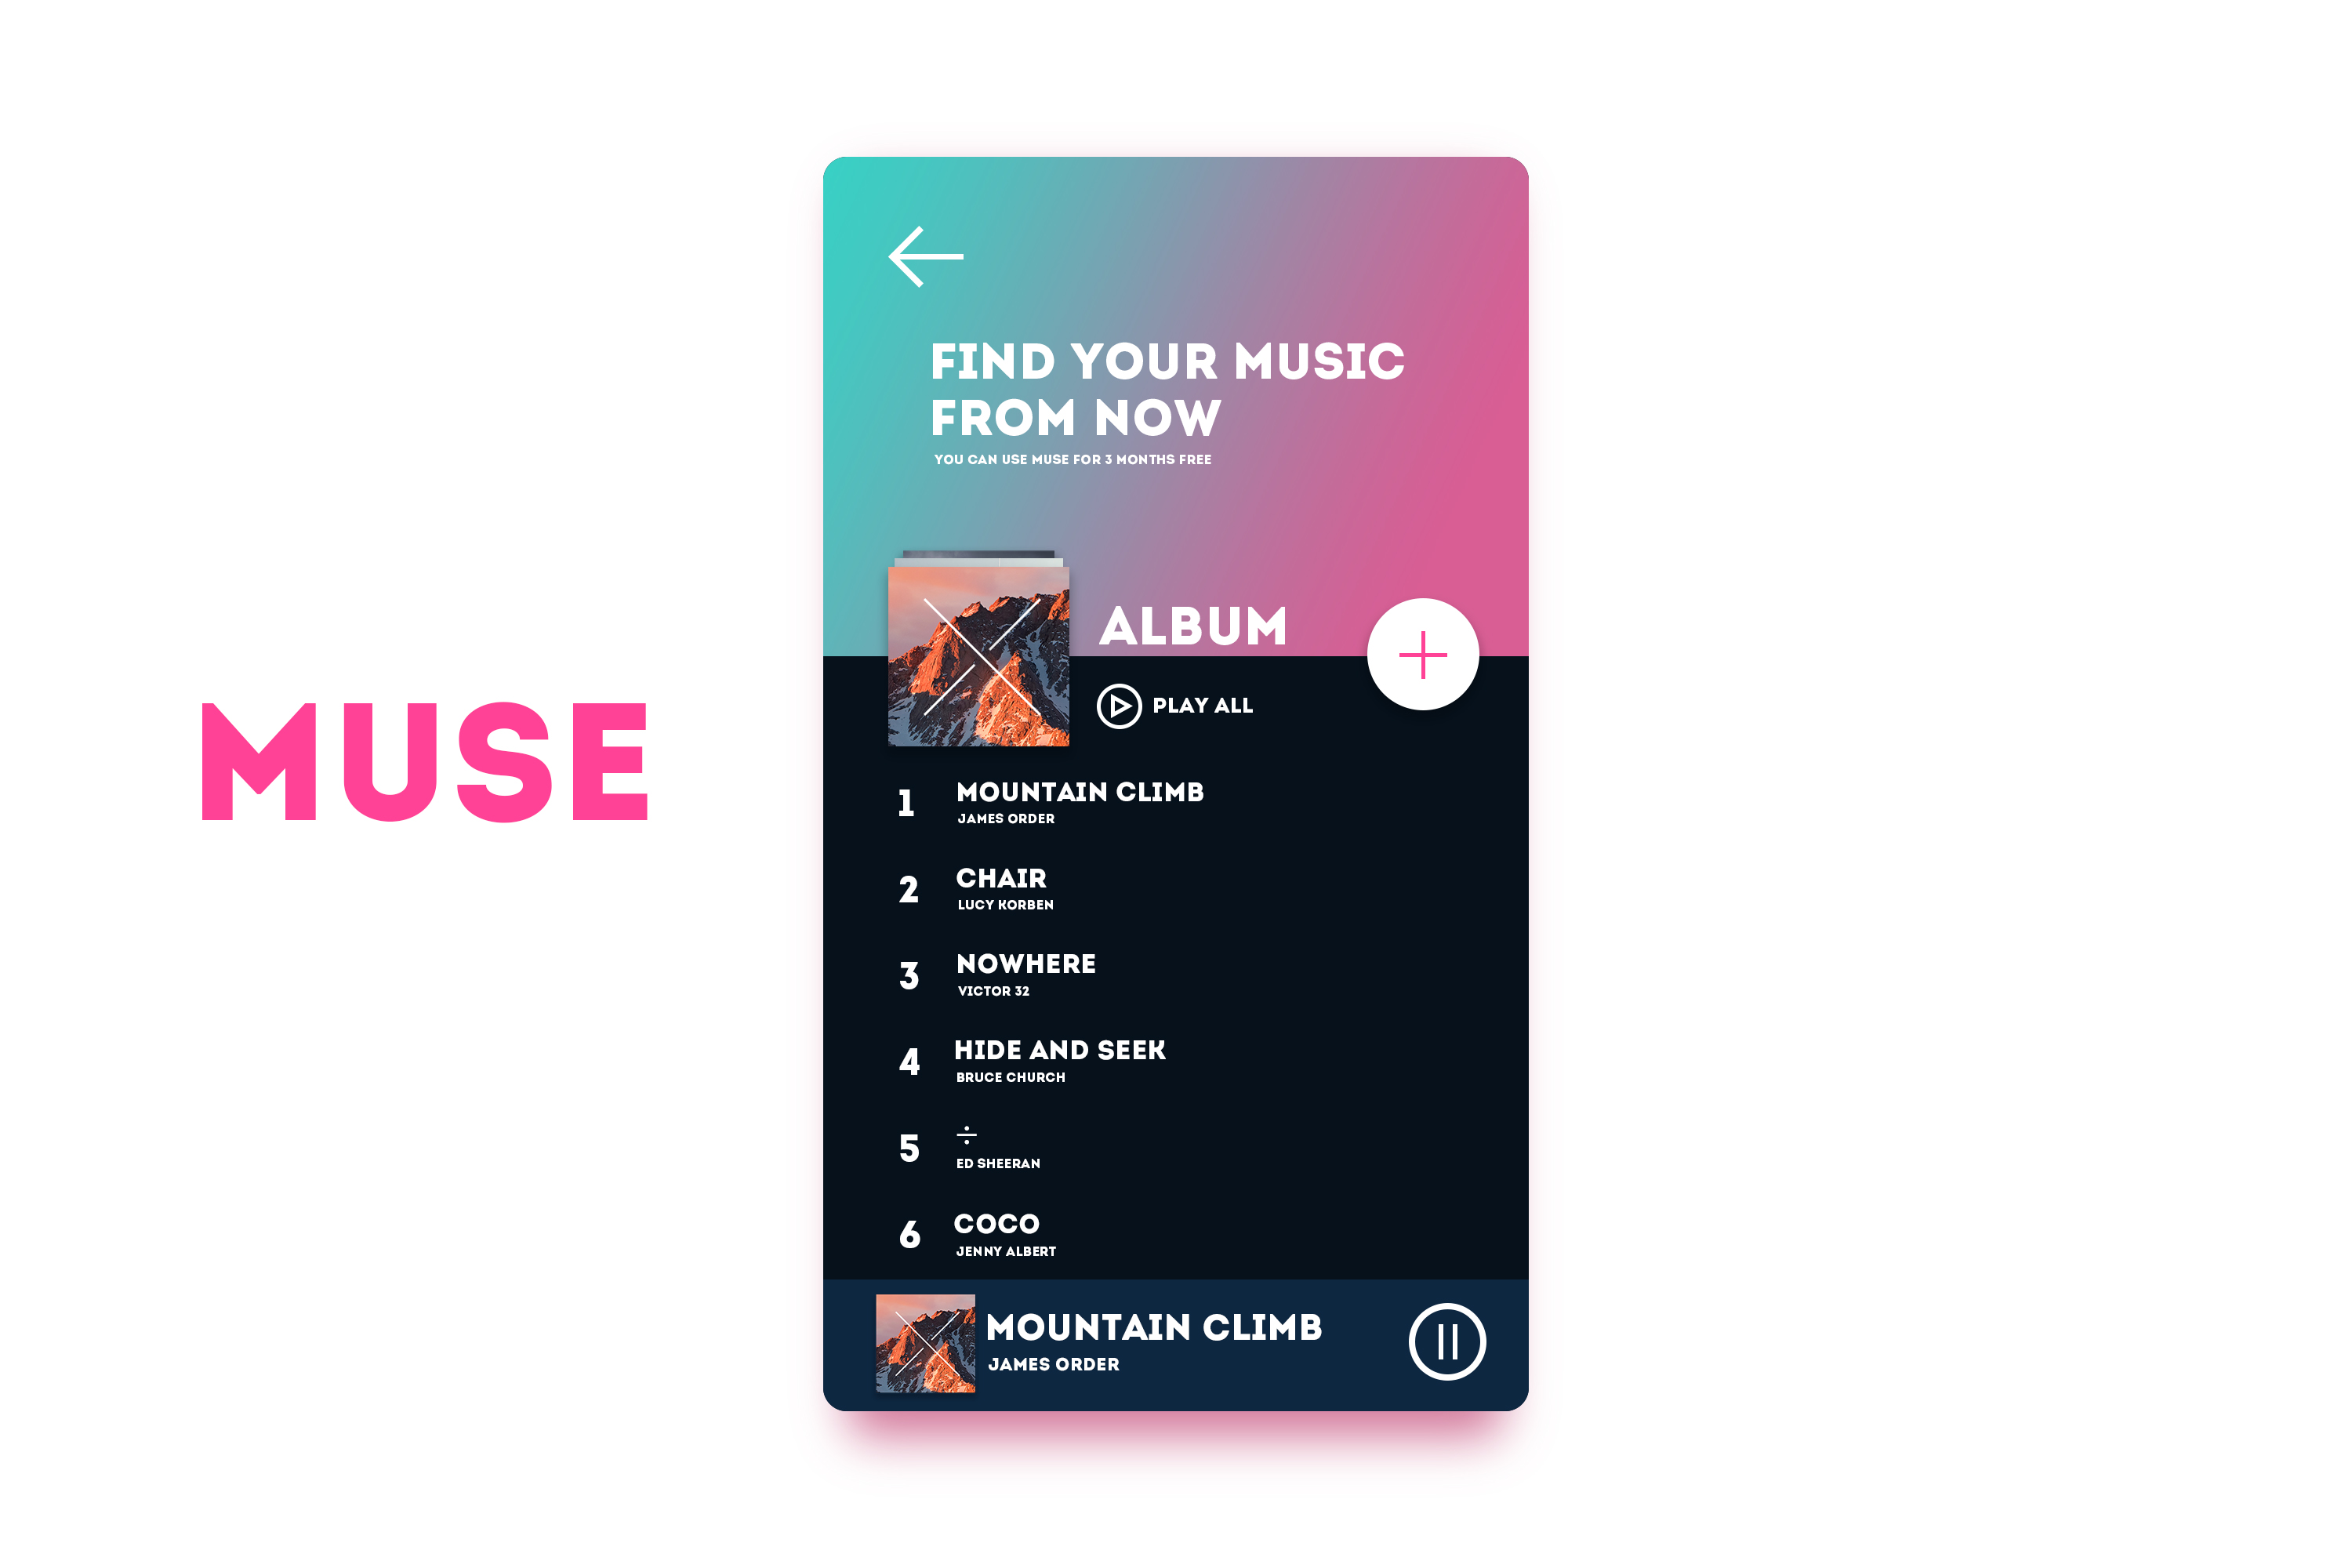 MUSE
FIND YOUR MUSIC
FROM NOW
YOU CAN USE MUSE FOR 3 MONTHS FREE
ALBUM
PLAY ALL
1
MOUNTAIN CLIMB
JAMES ORDER
2
CHAIR
LUCY KORBEN
3
NOWHERE
VICTOR 32
4
HIDE AND SEEK
BRUCE CHURCH
5
÷
ED SHEERAN
6
COCO
JENNY ALBERT
MOUNTAIN CLIMB
JAMES ORDER